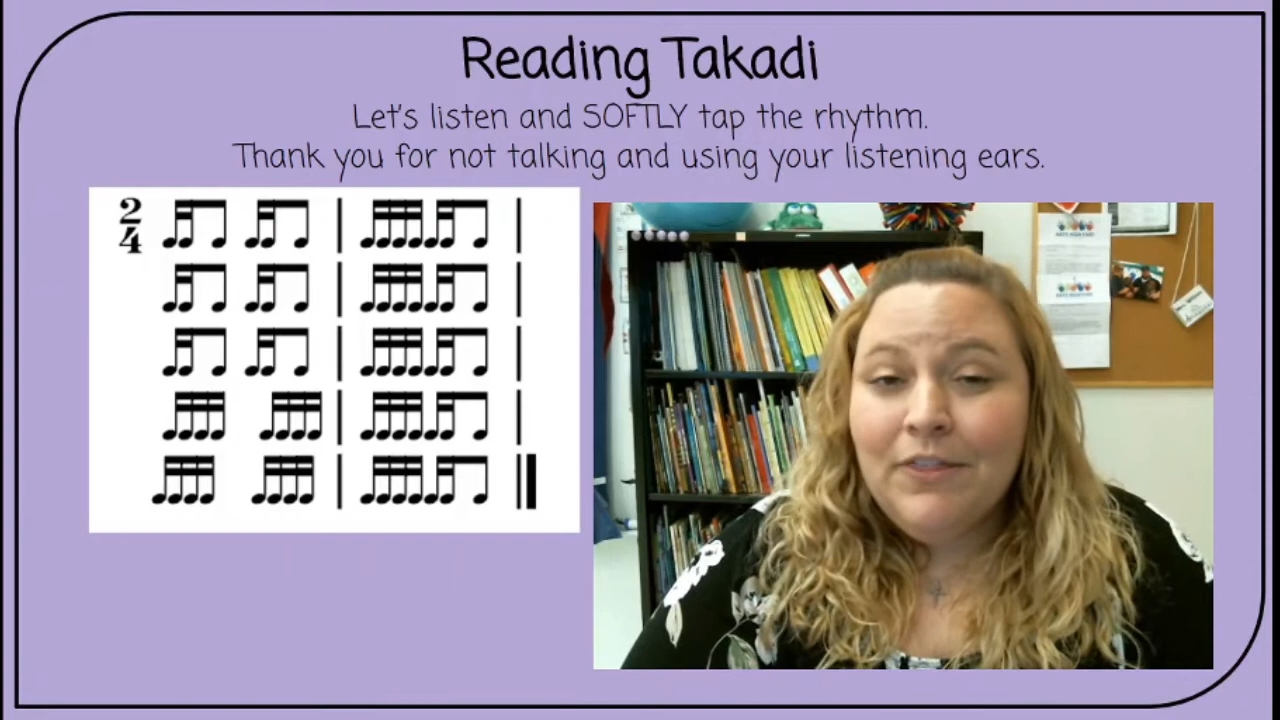 Reading Takadi
Let's listen and SOFTLY tap the rhythm.
Thank you for not talking and using your listening ears.
2
4